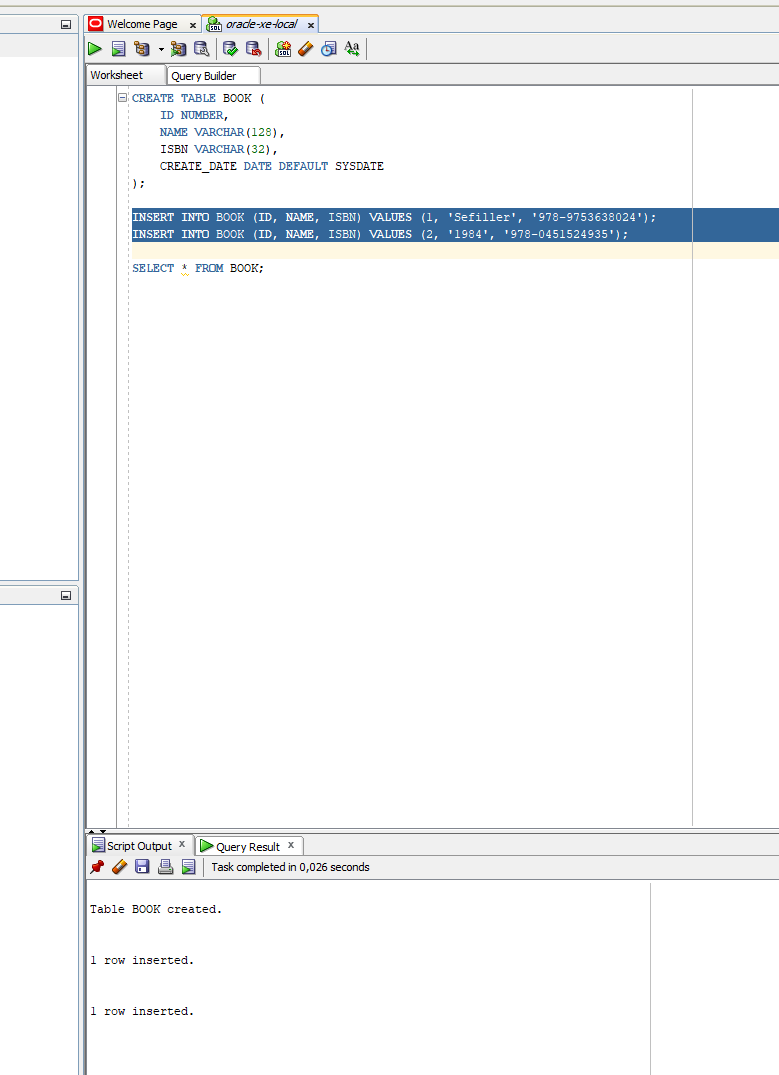 Welcome Page
oracle-xe-local
Worksheet
Query Builder
CREATE TABLE BOOK (
ID NUMBER,
NAME VARCHAR(128),
ISBN VARCHAR(32),
CREATE_DATE DATE DEFAULT SYSDATE
);
INSERT INTO BOOK (ID, NAME, ISBN) VALUES (1, 'Sefiller', '978-9753638024');
INSERT INTO BOOK (ID, NAME, ISBN) VALUES (2, '1984', '978-0451524935');
SELECT * FROM BOOK;
Script Output
Query Result
Task completed in 0,026 seconds
Table BOOK created.
1 row inserted.
1 row inserted.